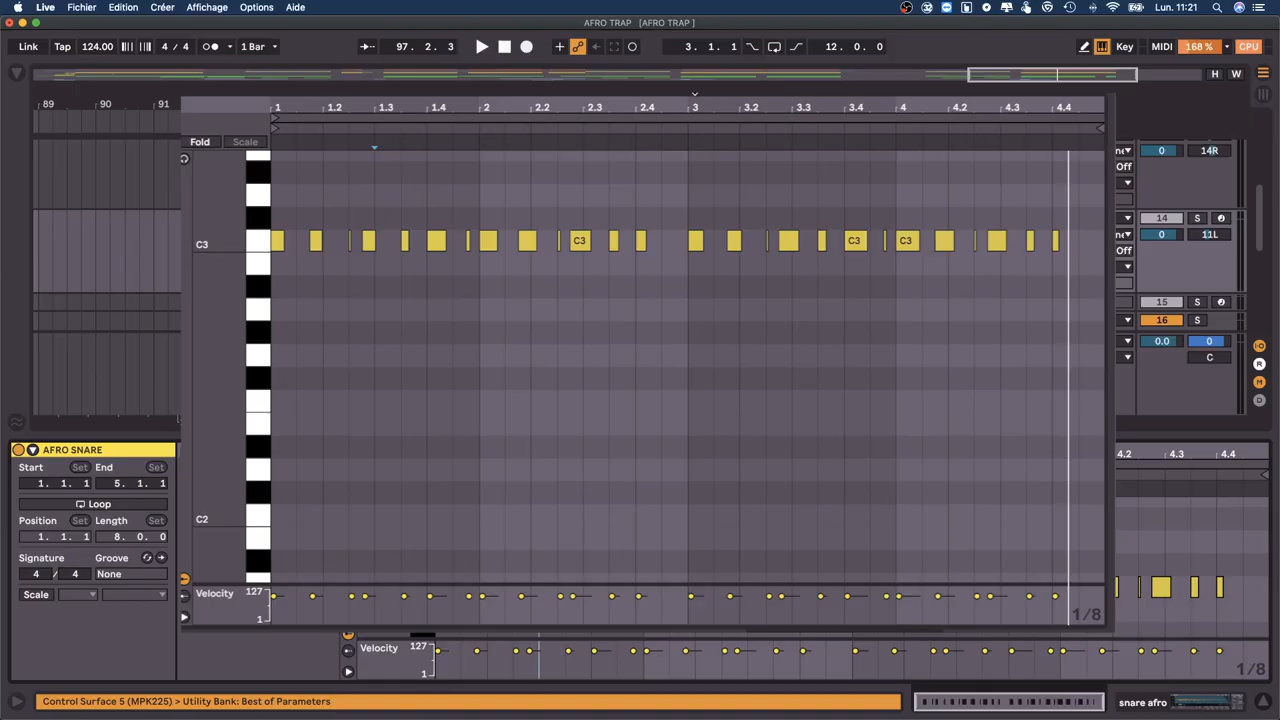 Live Fichier Edition Créer Affichage Options Aide Lun. 11:21
AFRO TRAP [AFRO TRAP ]
Link Tap 124.00 4 / 4 1 Bar 97. 2. 3 3. 1. 1 12. 0. 0 Key MIDI 168 % CPU
H W
89 90 91 1 1.2 1.3 1.4 2 2.2 2.3 2.4 3 3.2 3.3 3.4 4 4.2 4.3 4.4
Fold Scale
0 14R
Off
14 S
C3 C3 C3 C3 0 11L
Off
15 S
16 S
0.0 0
C
AFRO SNARE 4.2 4.3 4.4
Start Set End Set
1. 1. 1 5. 1. 1
Loop
Position Set Length Set
1. 1. 1 8. 0. 0
C2
Signature Groove
4 / 4 None
Scale
Velocity 127
1 1/8
Velocity 127
1 1/8
Control Surface 5 (MPK225) > Utility Bank: Best of Parameters snare afro